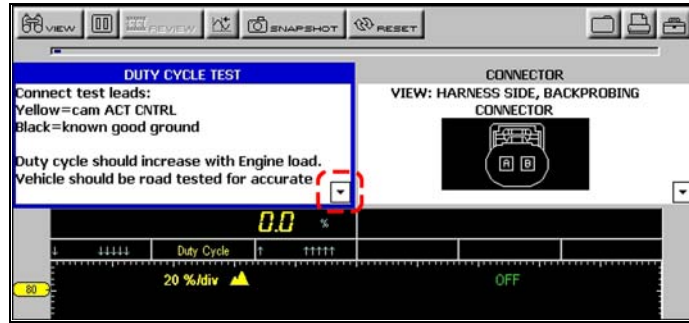 VIEW REVIEW SNAPSHOT RESET
DUTY CYCLE TEST
Connect test leads:
Yellow=cam ACT CNTRL
Black=known good
ground
Duty cycle should increase with Engine load.
Vehicle should be road tested for accurate
CONNECTOR
VIEW: HARNESS SIDE, BACKPROBING
CONNECTOR
A B
0.0 %
Duty Cycle
20 %/div OFF
80